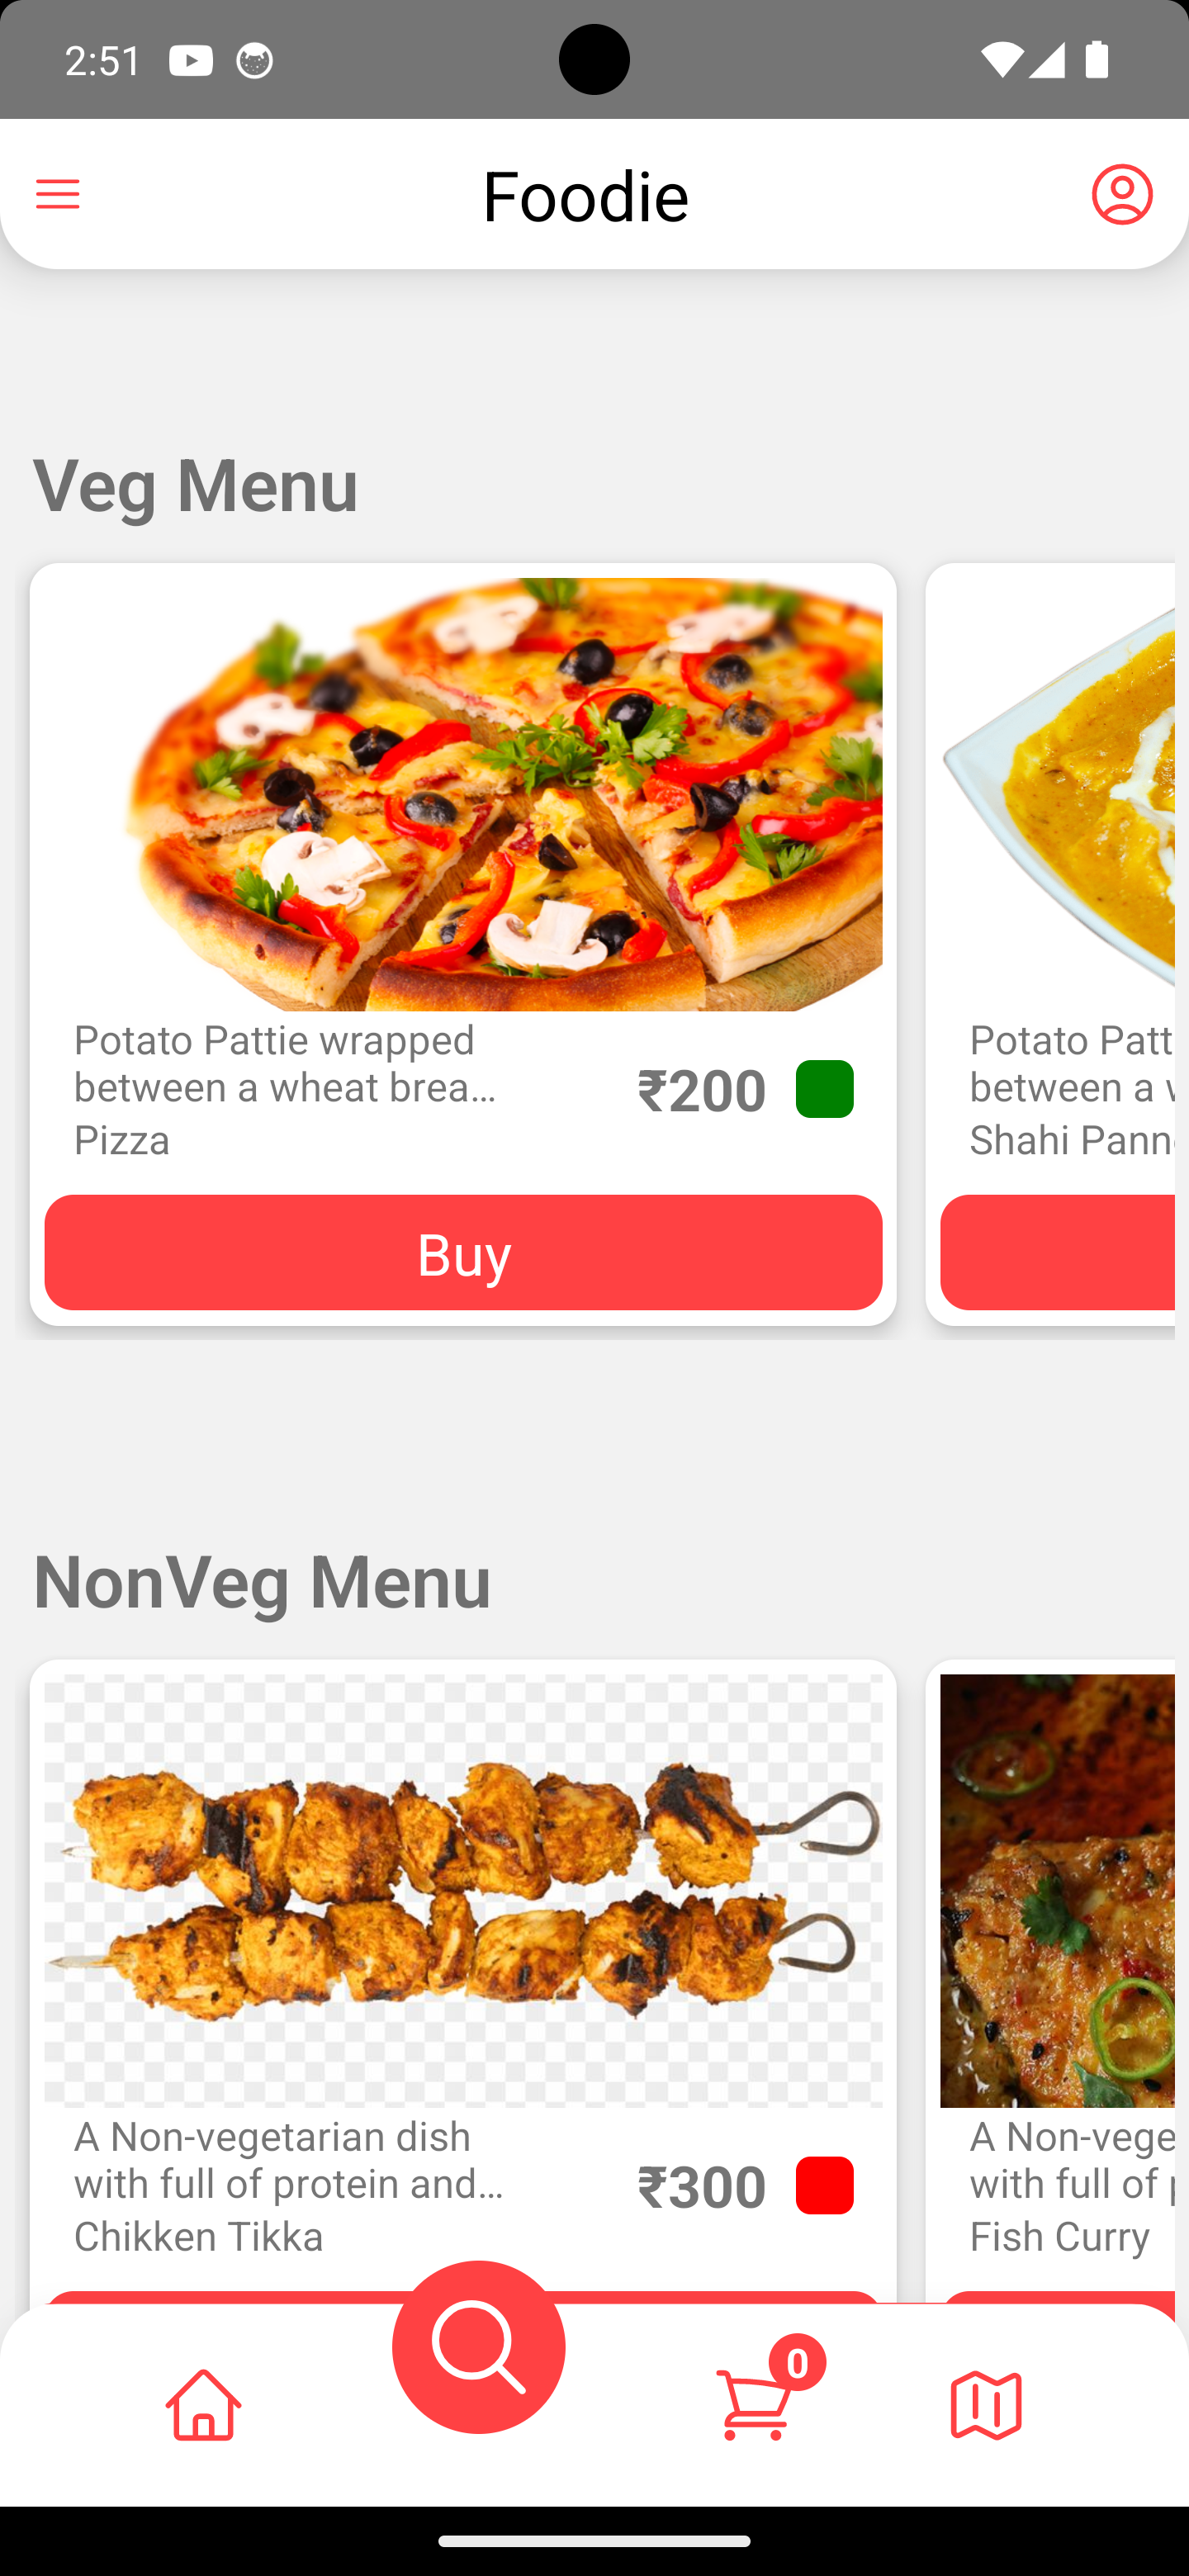 2:51
Foodie
Veg Menu
Potato Pattie wrapped
between a wheat brea...
Pizza
₹200
Buy
Potato Patt
between a w
Shahi Pann
NonVeg Menu
A Non-vegetarian dish
with full of protein and...
Chikken Tikka
₹300
A Non-vege
with full of p
Fish Curry
0